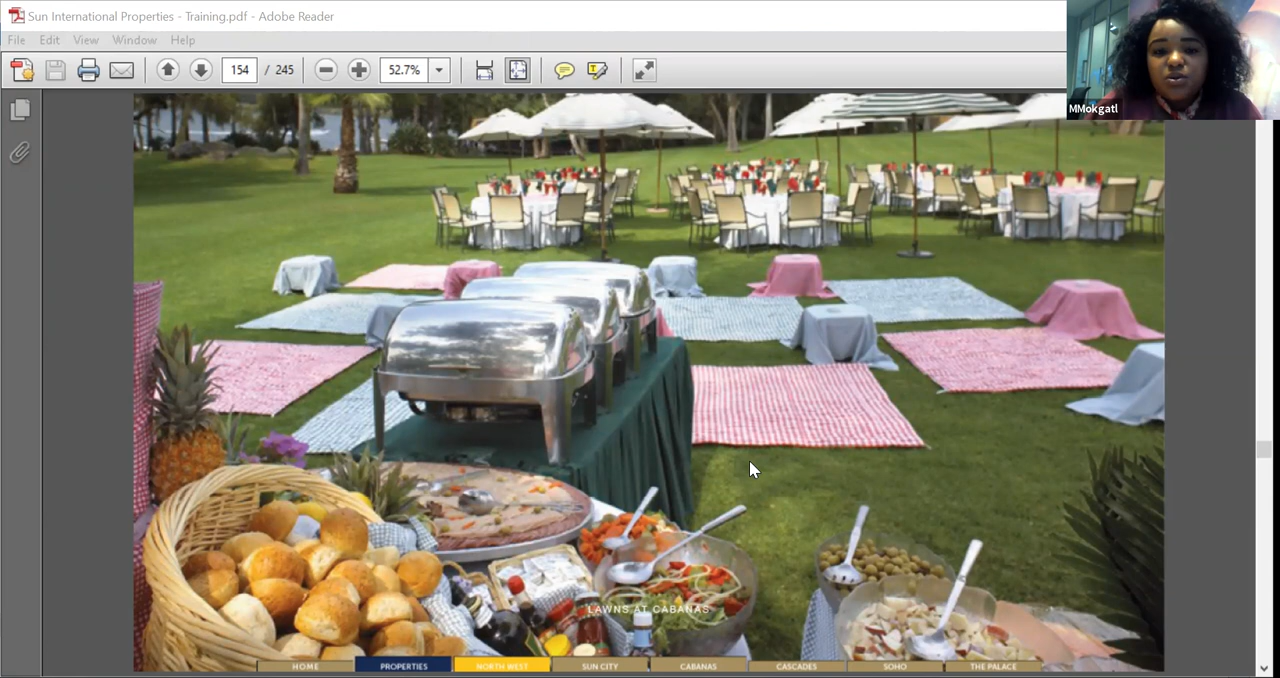 Sun International Properties - Training.pdf - Adobe Reader
File Edit View Window Help
154 / 245 52.7%
MMokgatl
LAWNS AT CABANAS
HOME PROPERTIES NORTH WEST SUN CITY CABANAS CASCADES SOHO THE PALACE